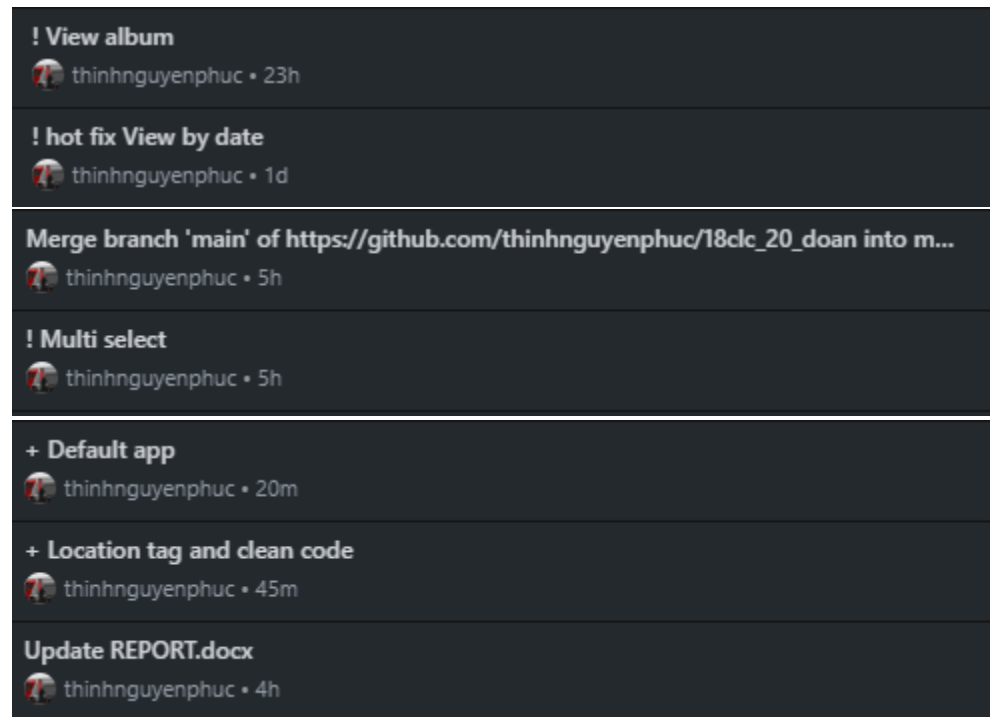 ! View album
thinhnguyenphuc • 23h
! hot fix View by date
thinhnguyenphuc • 1d
Merge branch 'main' of https://github.com/thinhnguyenphuc/18clc_20_doan into m...
thinhnguyenphuc • 5h
! Multi select
thinhnguyenphuc • 5h
+ Default app
thinhnguyenphuc • 20m
+ Location tag and clean code
thinhnguyenphuc • 45m
Update REPORT.docx
thinhnguyenphuc • 4h